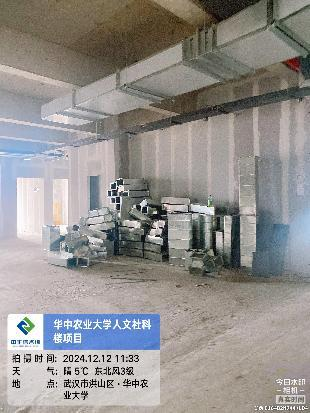 华中农业大学人文社科
楼项目
拍摄时间: 2024.12.12 11:33
天 气: 晴 5℃ 东北风3级
地 点: 武汉市洪山区·华中农
业大学
今日水印
相机
真实时间